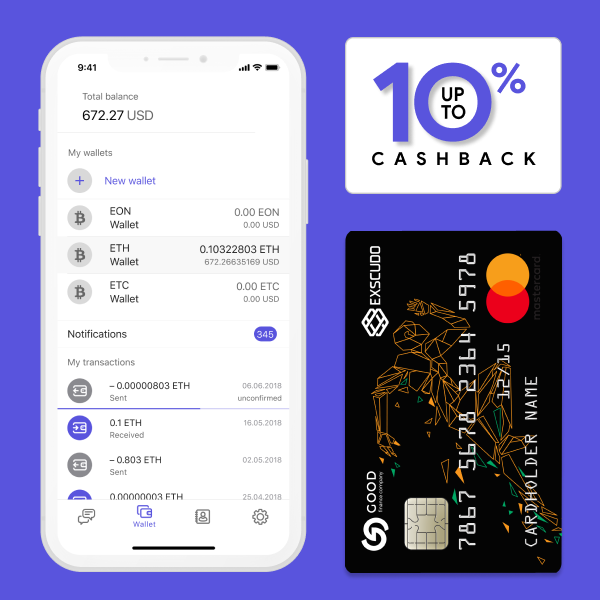 9:41
Total balance
672.27 USD
My wallets
+ New wallet
EON
Wallet
0.00 EON
0.00 USD
ETH
Wallet
0.10322803 ETH
672.26635169 USD
ETC
Wallet
0.00 ETC
0.00 USD
Notifications
345
My transactions
– 0.00000803 ETH
Sent
06.06.2018
unconfirmed
0.1 ETH
Received
16.05.2018
– 0.803 ETH
Sent
02.05.2018
0.00000003 ETH
25.04.2018
Wallet
10%
UP
TO
CASHBACK
EXSCUDO
mastercard
5978 2364 5678 7867
12/15
CARDHOLDER NAME
GOOD
finance company